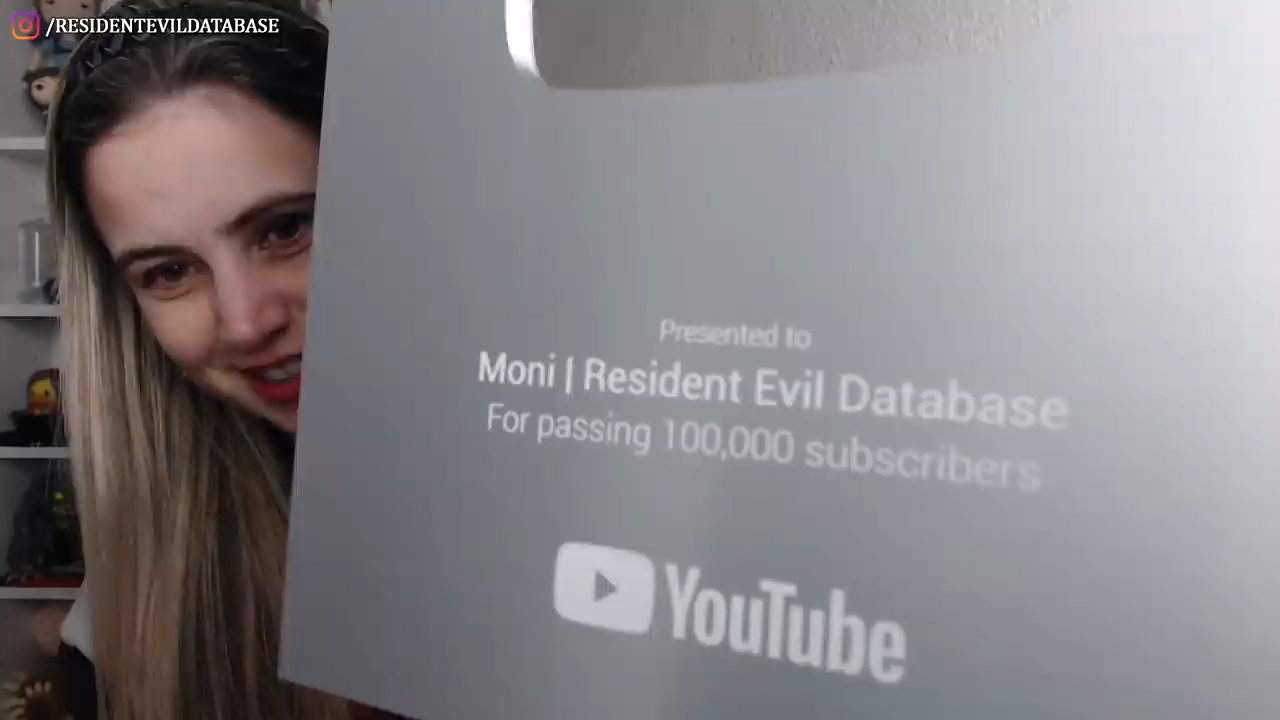 /RESIDENTEVILDATABASE
Presented to
Moni | Resident Evil Database
For passing 100,000 subscribers
YouTube